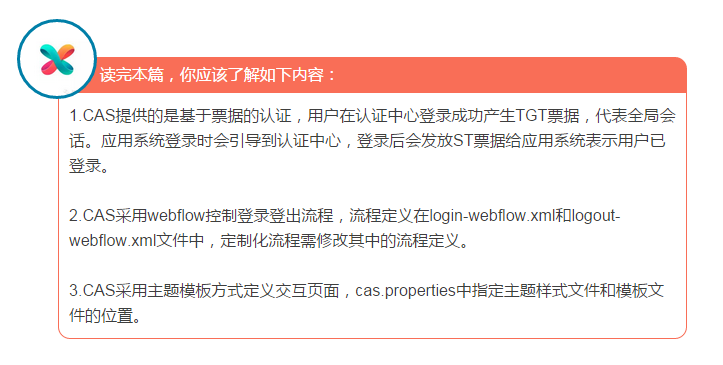 读完本篇，你应该了解如下内容：
1.CAS提供的是基于票据的认证，用户在认证中心登录成功产生TGT票据，代表全局会
话。应用系统登录时会引导到认证中心，登录后会发放ST票据给应用系统表示用户已
登录。
2.CAS采用webflow控制登录登出流程，流程定义在login-webflow.xml和logout-
webflow.xml文件中，定制化流程需修改其中的流程定义。
3.CAS采用主题模板方式定义交互页面，cas.properties中指定主题样式文件和模板文
件的位置。